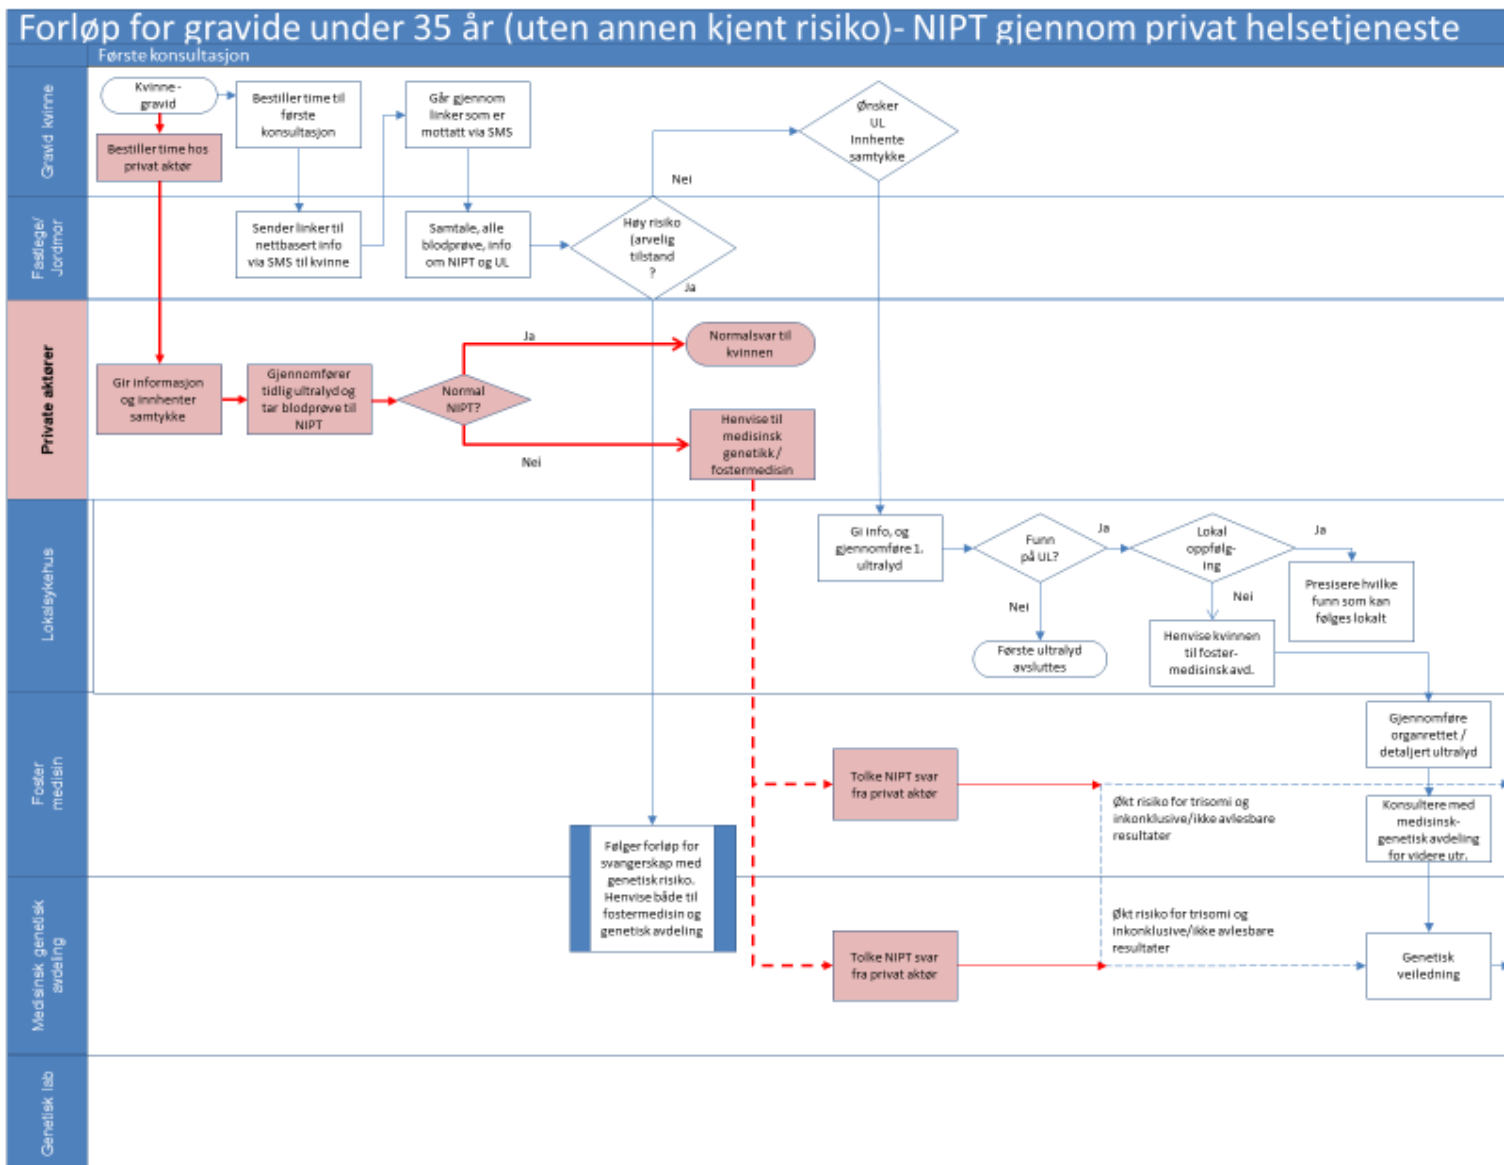 Forløp for gravide under 35 år (uten annen kjent risiko)- NIPT gjennom privat helsetjeneste
Første konsultasjon
Gravid kvinne
Kvinne -
gravid
Bestiller time til
første
konsultasjon
Går gjennom
linker som er
mottatt via SMS
Ønsker
UL
Innhente
samtykke
Bestiller time hos
privat aktør
Nei
Fastlege/
Jordmor
Sender linker til
nettbasert info
via SMS til kvinne
Samtale, alle
blodprøve, info
om NIPT og UL
Høy risiko
(arvelig
tilstand
?
Ja
Private aktører
Gir informasjon
og innhenter
samtykke
Gjennomfører
tidlig ultralyd og
tar blodprøve til
NIPT
Normal
NIPT?
Ja
Normalsvar til
kvinnen
Nei
Henvise til
medisinsk
genetikk /
fostermedisin
Lokalsykehus
Gi info, og
gjennomføre 1.
ultralyd
Funn
på UL?
Ja
Lokal
oppfølg-
ing
Ja
Nei
Nei
Presisere hvilke
funn som kan
følges lokalt
Første ultralyd
avsluttes
Henvise kvinnen
til foster-
medisinsk avd.
Foster
medisin
Gjennomføre
organrettet /
detaljert ultralyd
Tolke NIPT svar
fra privat aktør
Økt risiko for trisomi og
inkonklusive/ikke avlesbare
resultater
Konsultere med
medisinsk-
genetisk avdeling
for videre utr.
Følger forløp for
svangerskap med
genetisk risiko.
Henvise både til
fostermedisin og
genetisk avdeling
Medisinsk genetisk
avdeling
Tolke NIPT svar
fra privat aktør
Økt risiko for trisomi og
inkonklusive/ikke avlesbare
resultater
Genetisk
veiledning
Genetisk lab